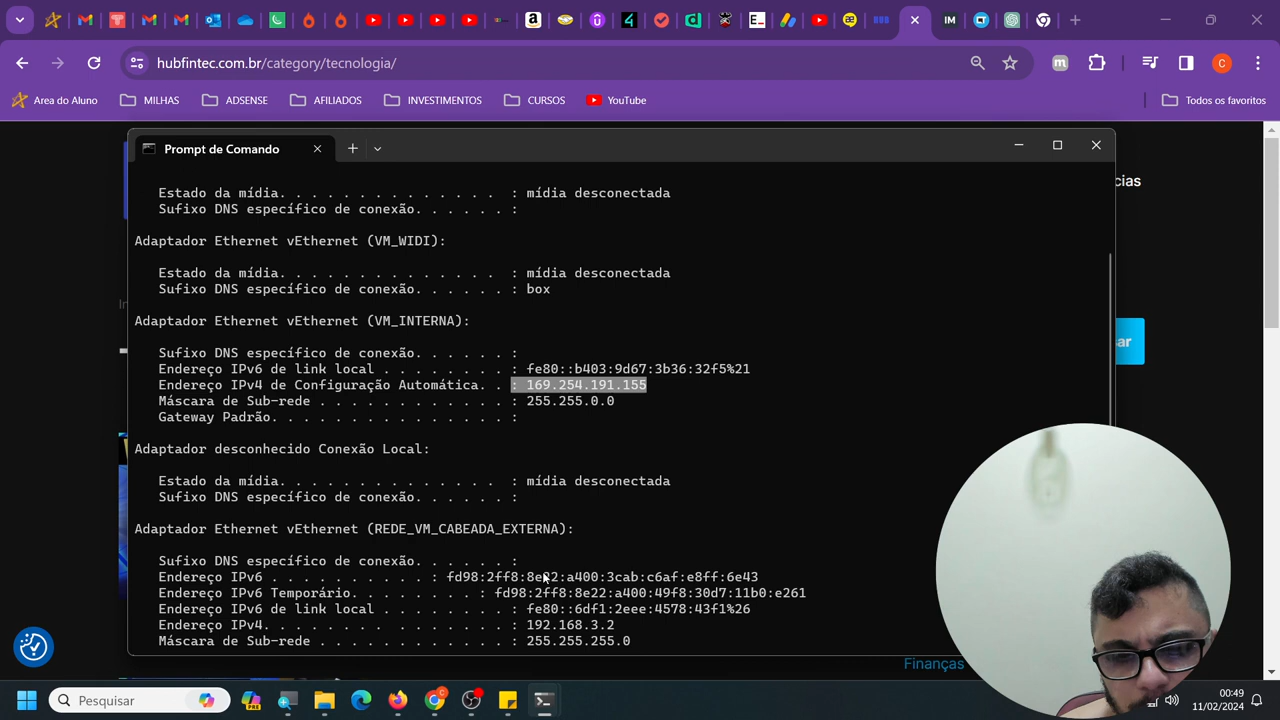 hubfintec.com.br/category/tecnologia/
Area do Aluno
MILHAS
ADSENSE
AFILIADOS
INVESTIMENTOS
CURSOS
YouTube
Todos os favoritos
Prompt de Comando
Estado da mídia. . . . . . . . . . . . . . : mídia desconectada
Sufixo DNS específico de conexão. . . . . . :
Adaptador Ethernet vEthernet (VM_WIDI):
Estado da mídia. . . . . . . . . . . . . . : mídia desconectada
Sufixo DNS específico de conexão. . . . . . : box
Adaptador Ethernet vEthernet (VM_INTERNA):
Sufixo DNS específico de conexão. . . . . . :
Endereço IPv6 de link local . . . . . . . . : fe80::b403:9d67:3b36:32f5%21
Endereço IPv4 de Configuração Automática. . : 169.254.191.155
Máscara de Sub-rede . . . . . . . . . . . . : 255.255.0.0
Gateway Padrão. . . . . . . . . . . . . . . :
Adaptador desconhecido Conexão Local:
Estado da mídia. . . . . . . . . . . . . . : mídia desconectada
Sufixo DNS específico de conexão. . . . . . :
Adaptador Ethernet vEthernet (REDE_VM_CABEADA_EXTERNA):
Sufixo DNS específico de conexão. . . . . . :
Endereço IPv6 . . . . . . . . . . : fd98:2ff8:8e22:a400:3cab:c6af:e8ff:6e43
Endereço IPv6 Temporário. . . . . . . . : fd98:2ff8:8e22:a400:49f8:30d7:11b0:e261
Endereço IPv6 de link local . . . . . . . . : fe80::6df1:2eee:4578:43f1%26
Endereço IPv4. . . . . . . . . . . . . . . : 192.168.3.2
Máscara de Sub-rede . . . . . . . . . . . . : 255.255.255.0
cias
ar
Finanças
Pesquisar
00:49
11/02/2024